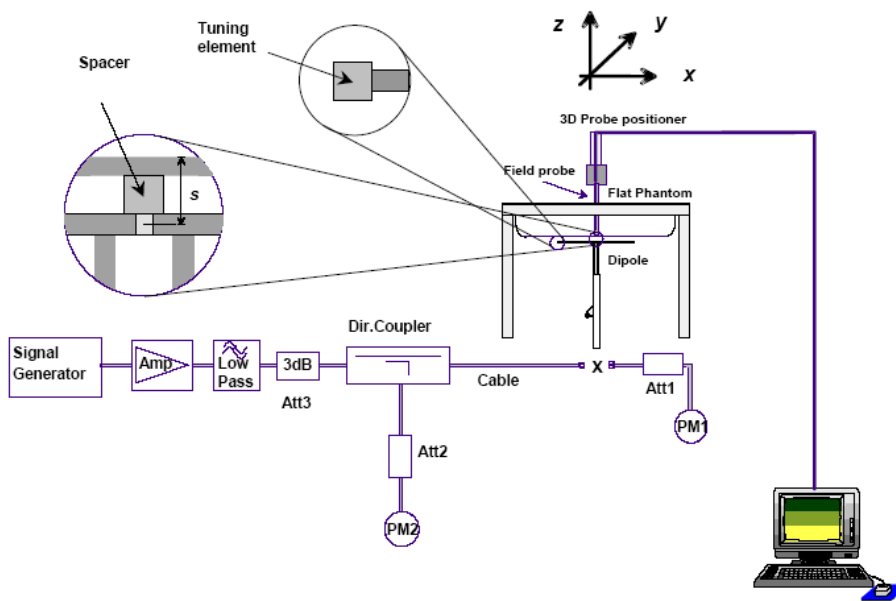 Tuning
element
Spacer
s
z
y
x
3D Probe positioner
Field probe
Flat Phantom
Dipole
Dir.Coupler
Signal
Generator
Amp
Low
Pass
3dB
Att3
Cable
X
Att1
PM1
Att2
PM2